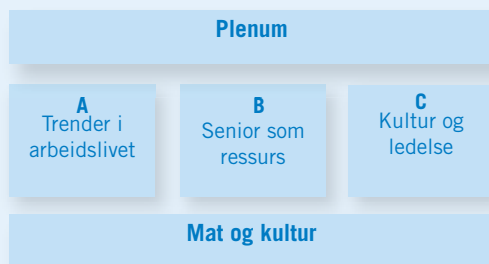 Plenum
A
Trender i
arbeidslivet
B
Senior som
ressurs
C
Kultur og
ledelse
Mat og kultur